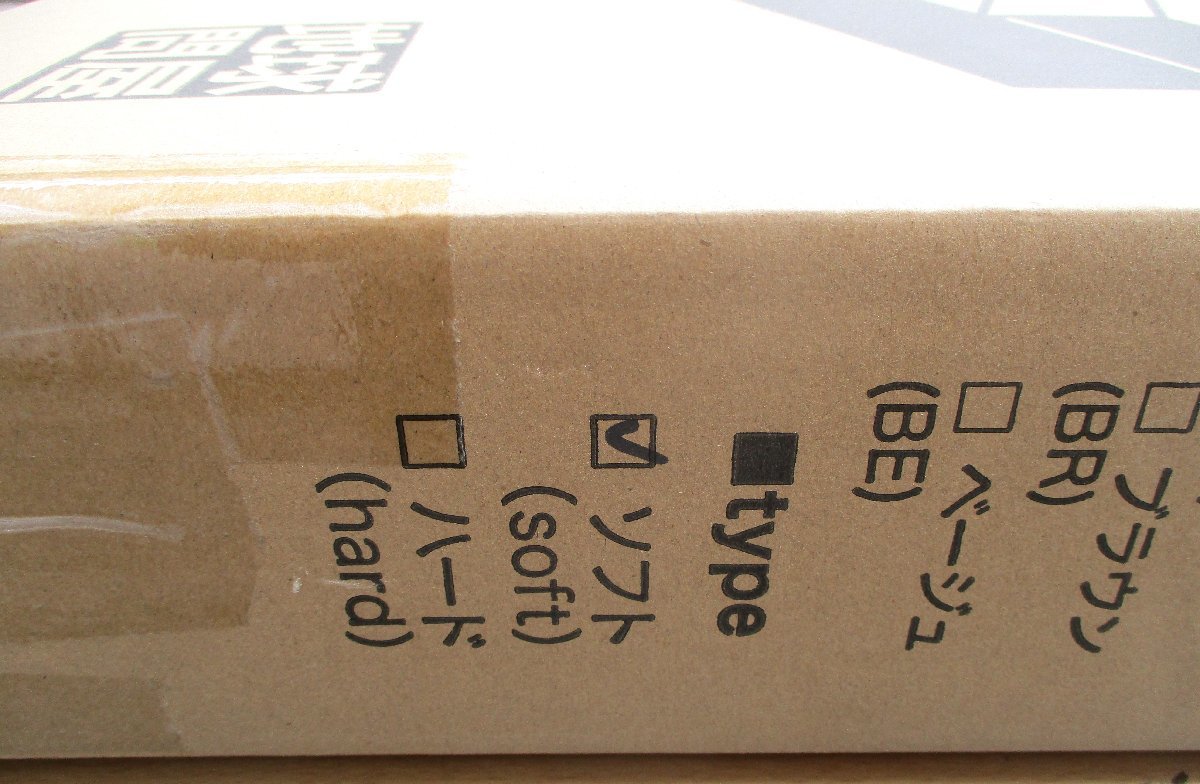 □ ブラウン
(BR)
□ ベージュ
(BE)
■type
☑ ソフト
(soft)
□ ハード
(hard)